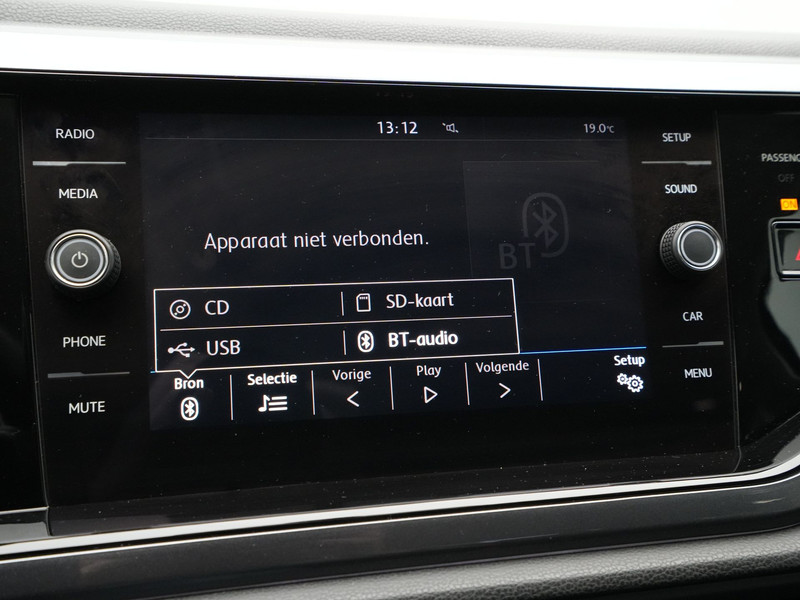 RADIO
MEDIA
PHONE
MUTE
13:12
19.0°C
Apparaat niet verbonden.
BT
CD
SD-kaart
USB
BT-audio
Bron
Selectie
Vorige
Play
Volgende
Setup
SETUP
SOUND
CAR
MENU
OFF
ON